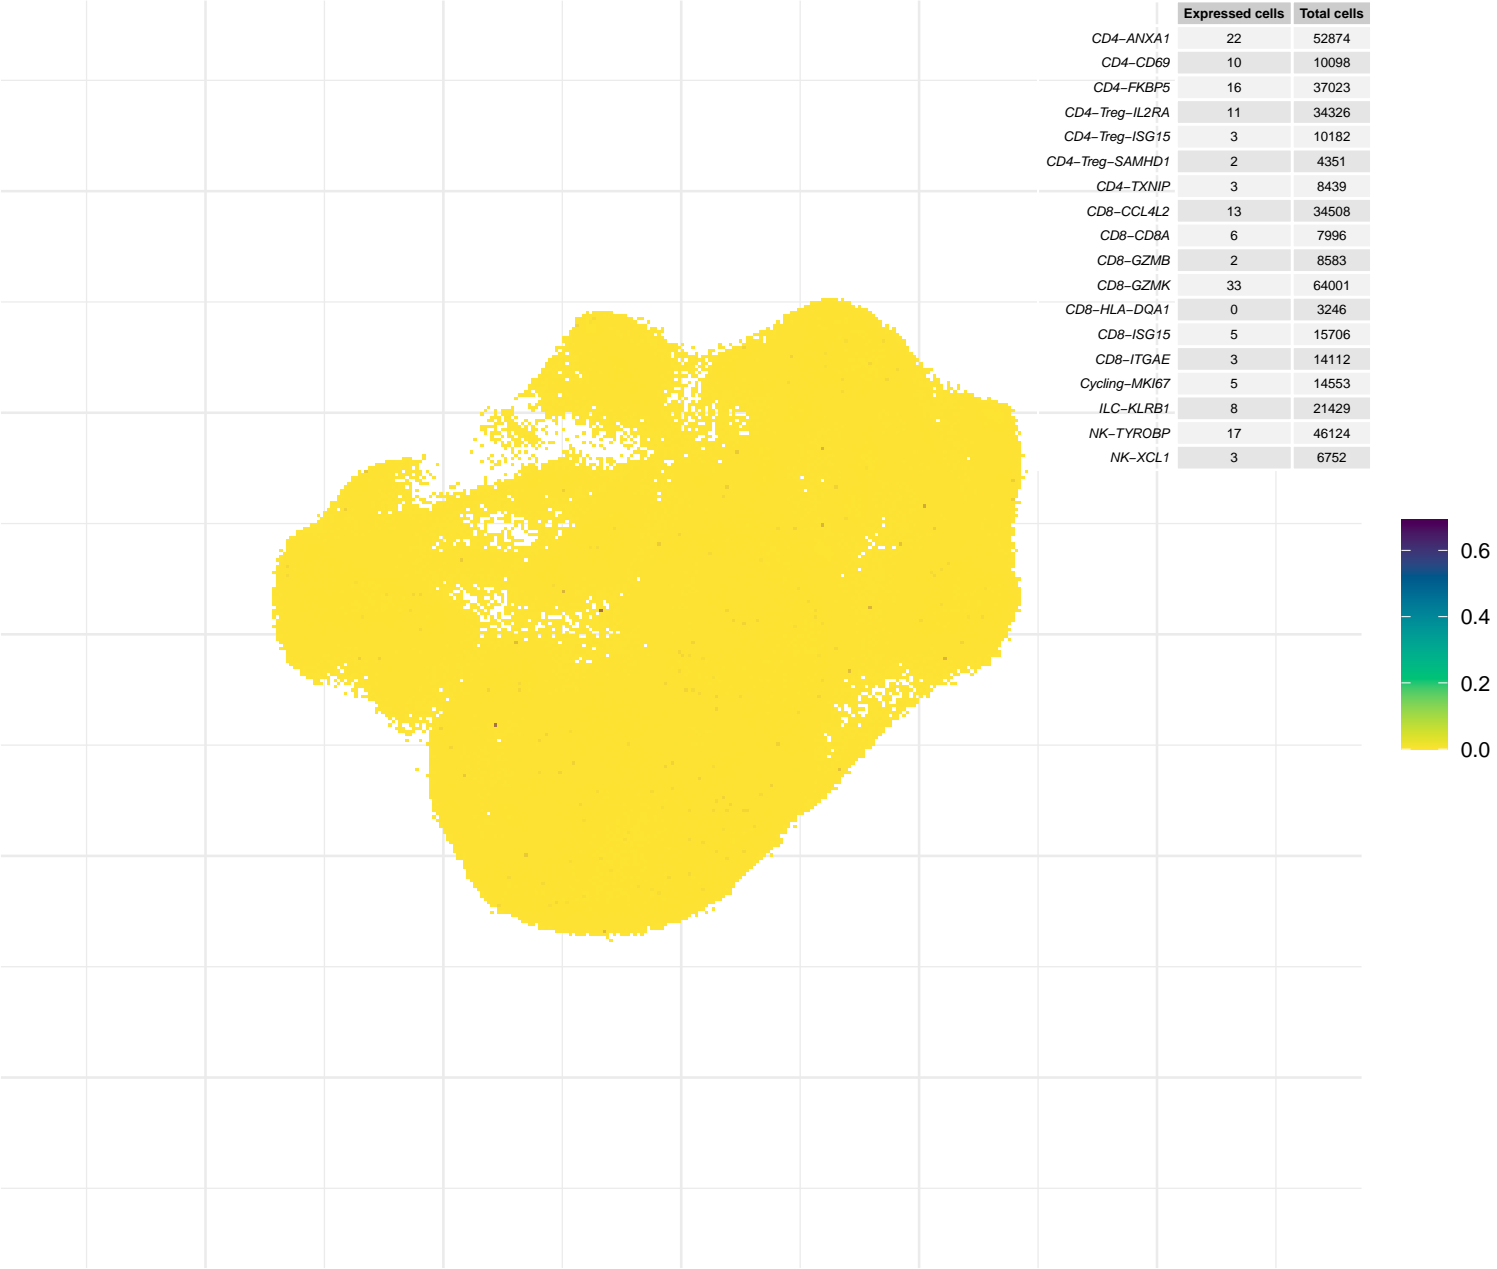 Expressed cells Total cells
CD4−ANXA1 22 52874
CD4−CD69 10 10098
CD4−FKBP5 16 37023
CD4−Treg−IL2RA 11 34326
CD4−Treg−ISG15 3 10182
CD4−Treg−SAMHD1 2 4351
CD4−TXNIP 3 8439
CD8−CCL4L2 13 34508
CD8−CD8A 6 7996
CD8−GZMB 2 8583
CD8−GZMK 33 64001
CD8−HLA−DQA1 0 3246
CD8−ISG15 5 15706
CD8−ITGAE 3 14112
Cycling−MKI67 5 14553
ILC−KLRB1 8 21429
NK−TYROBP 17 46124
NK−XCL1 3 6752
0.6
0.4
0.2
0.0